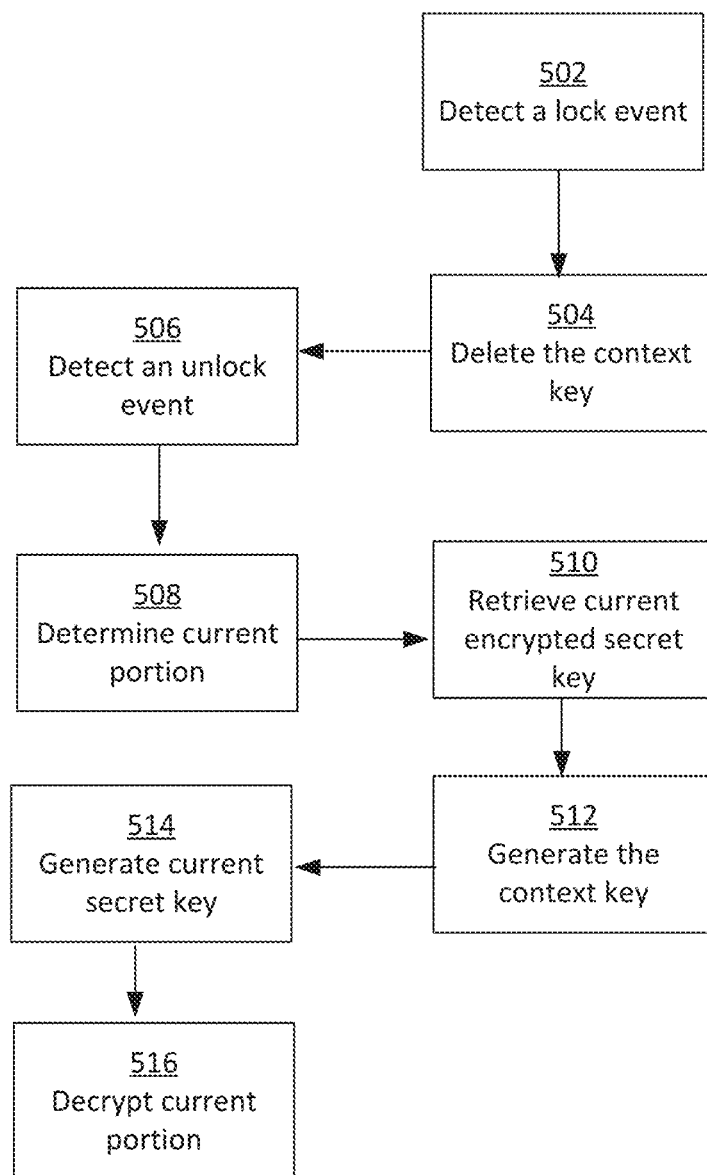 502
Detect a lock event
504
Delete the context
key
506
Detect an unlock
event
508
Determine current
portion
510
Retrieve current
encrypted secret
key
512
Generate the
context key
514
Generate current
secret key
516
Decrypt current
portion